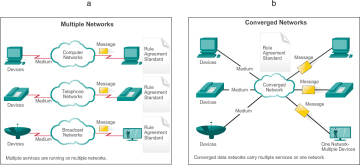 a
b
Multiple Networks
Message
Computer
Networks
Rule
Agreement
Standard
Devices
Medium
Message
Telephone
Networks
Rule
Agreement
Standard
Devices
Medium
Message
Broadcast
Networks
Rule
Agreement
Standard
Devices
Medium
Multiple services are running on multiple networks.
Converged Networks
Rule
Agreement
Standard
Message
Devices
Medium
Converged
Network
Message
Devices
Medium
Message
Devices
Medium
One Network-
Multiple Devices
Converged data networks carry multiple services on one network.